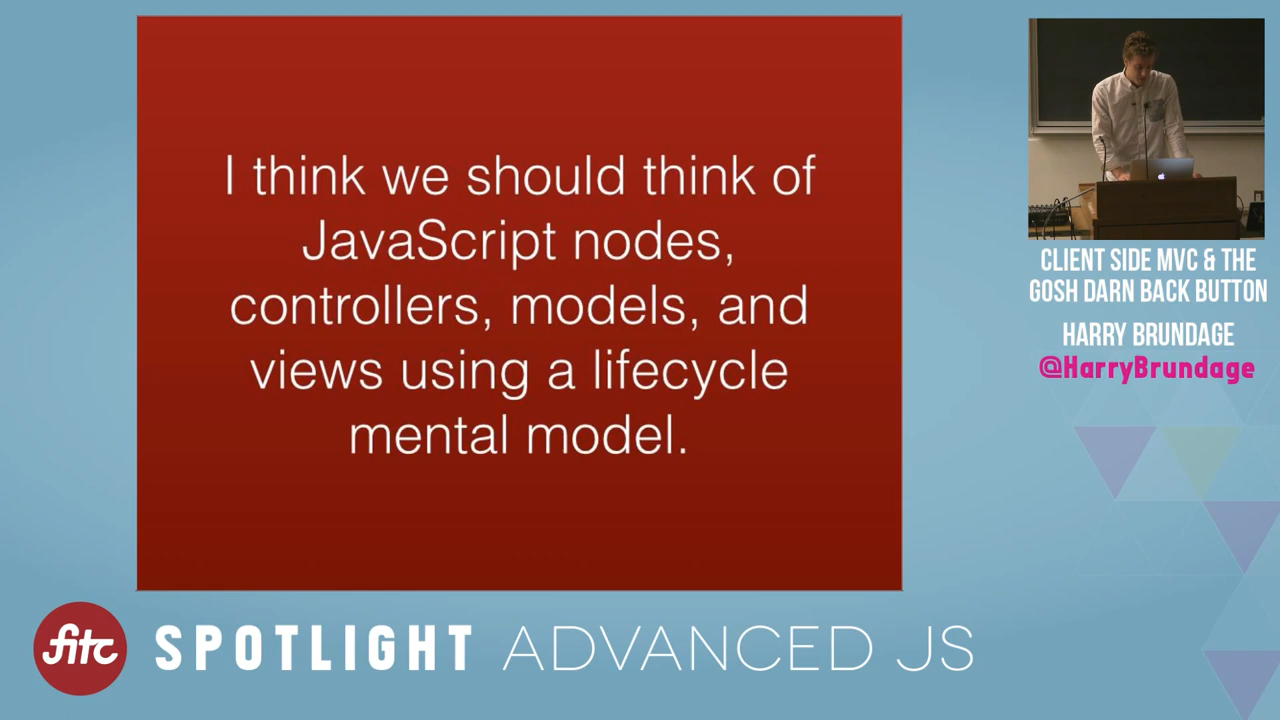 I think we should think of
JavaScript nodes,
controllers, models, and
views using a lifecycle
mental model.
CLIENT SIDE MVC & THE
GOSH DARN BACK BUTTON
HARRY BRUNDAGE
@HarryBrundage
fitc
SPOTLIGHT ADVANCED JS